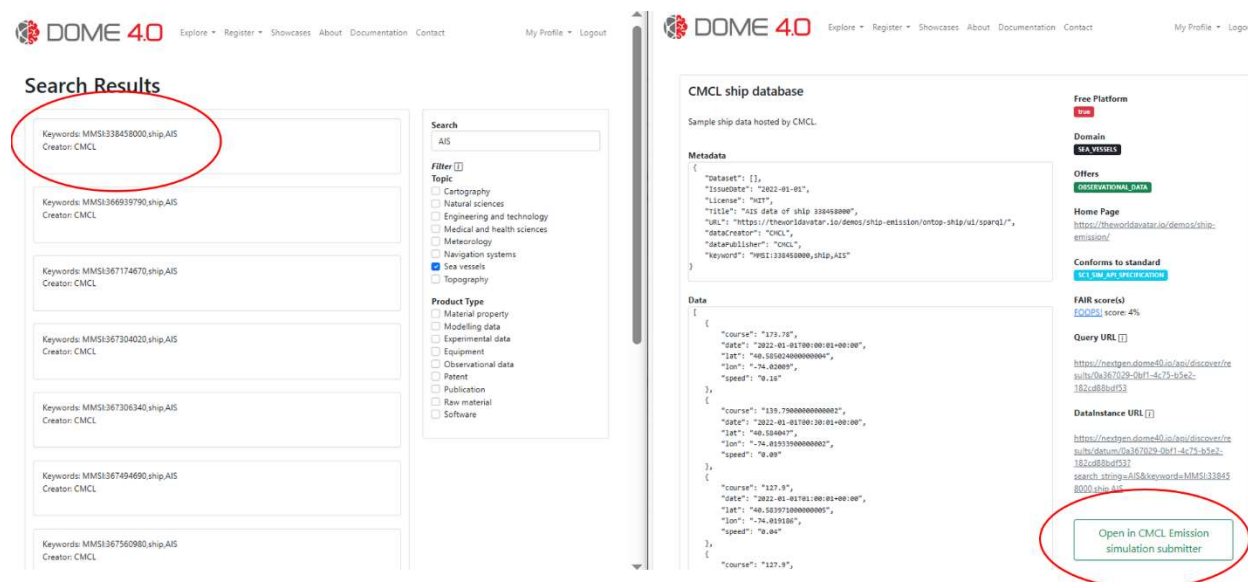 DOME 4.0
Explore Register Showcases About Documentation Contact
My Profile Logout
Search Results
Keywords: MMSI:338458000,ship,AIS
Creator: CMCL
Keywords: MMSI:366939790,ship,AIS
Creator: CMCL
Keywords: MMSI:367174670,ship,AIS
Creator: CMCL
Keywords: MMSI:367304020,ship,AIS
Creator: CMCL
Keywords: MMSI:367306340,ship,AIS
Creator: CMCL
Keywords: MMSI:367494690,ship,AIS
Creator: CMCL
Keywords: MMSI:367560980,ship,AIS
Creator: CMCL
Search
AIS
Filter [i]
Topic
Cartography
Natural sciences
Engineering and technology
Medical and health sciences
Meteorology
Navigation systems
Sea vessels
Topography
Product Type
Material property
Modelling data
Experimental data
Equipment
Observational data
Patent
Publication
Raw material
Software
DOME 4.0
Explore Register Showcases About Documentation Contact
My Profile Logou
CMCL ship database
Sample ship data hosted by CMCL.
Metadata
{
"Dataset": [],
"IssueDate": "2022-01-01",
"License": "MIT",
"Title": "AIS data of ship 338458000",
"URL": "https://theworldavatar.io/demos/ship-emission/ontop-ship/ui/sparql/",
"dataCreator": "CMCL",
"dataPublisher": "CMCL",
"keyword": "MMSI:338458000,ship,AIS"
}
Data
[
{
"course": "173.78",
"date": "2022-01-01T00:00:01+00:00",
"lat": "40.585024000000004",
"lon": "-74.02009",
"speed": "0.16"
},
{
"course": "139.79000000000002",
"date": "2022-01-01T00:30:01+00:00",
"lat": "40.584047",
"lon": "-74.01933900000002",
"speed": "0.09"
},
{
"course": "127.9",
"date": "2022-01-01T01:00:01+00:00",
"lat": "40.583971000000005",
"lon": "-74.019186",
"speed": "0.04"
},
{
"course": "127.9",
Free Platform
true
Domain
SEA_VESSELS
Offers
OBSERVATIONAL_DATA
Home Page
https://theworldavatar.io/demos/ship-
emission/
Conforms to standard
SC1_SIM_API_SPECIFICATION
FAIR score(s)
FOOPS! score: 4%
Query URL [i]
https://nextgen.dome40.io/api/discover/re
sults/0a367029-0bf1-4c75-b5e2-
182cd88bdf53
DataInstance URL [i]
https://nextgen.dome40.io/api/discover/re
sults/datum/0a367029-0bf1-4c75-b5e2-
182cd88bdf53?
search_string=AIS&keyword=MMSI:33845
8000,ship,AIS
Open in CMCL Emission
simulation submitter